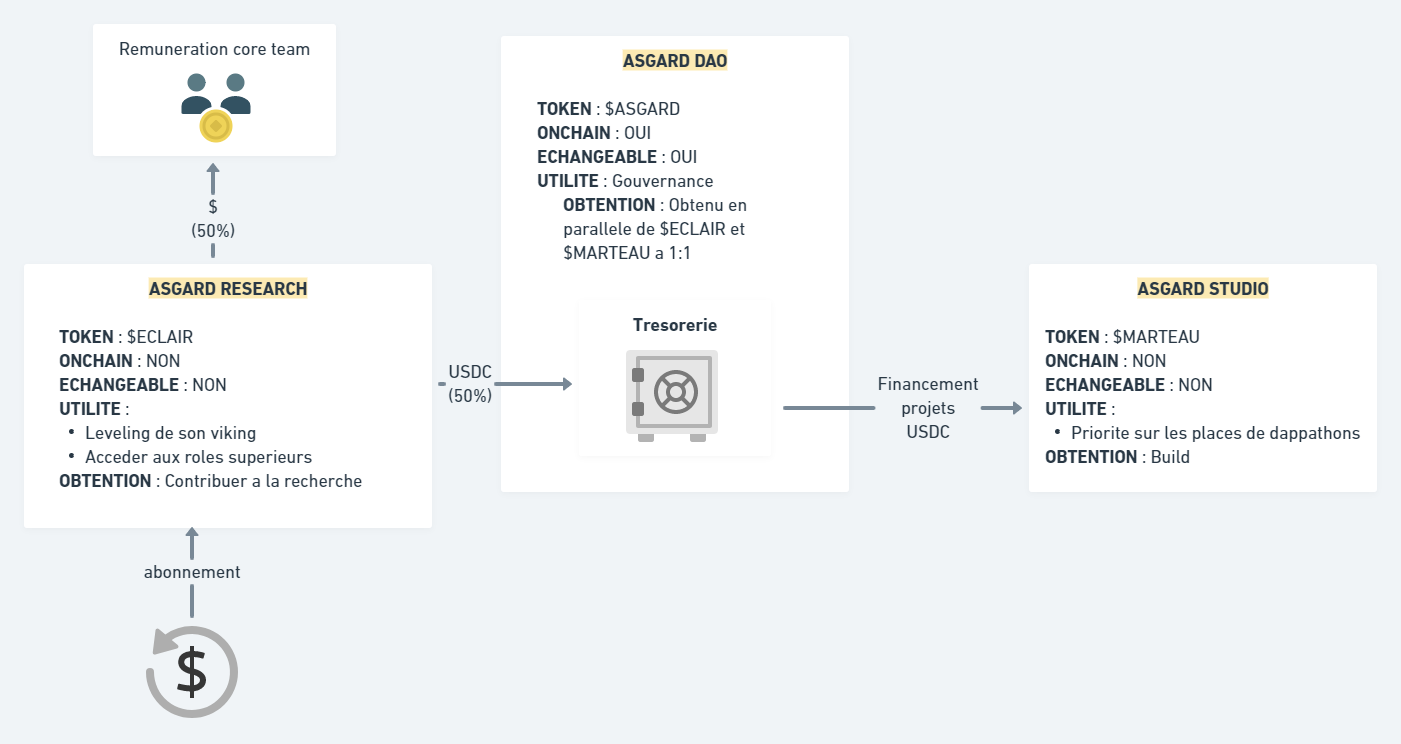 Remuneration core team
$
(50%)
ASGARD RESEARCH
TOKEN : $ECLAIR
ONCHAIN : NON
ECHANGEABLE : NON
UTILITE :
• Leveling de son viking
• Acceder aux roles superieurs
OBTENTION : Contribuer a la recherche
abonnement
$
USDC
(50%)
ASGARD DAO
TOKEN : $ASGARD
ONCHAIN : OUI
ECHANGEABLE : OUI
UTILITE : Gouvernance
OBTENTION : Obtenu en
parallele de $ECLAIR et
$MARTEAU a 1:1
Tresorerie
Financement
projets
USDC
ASGARD STUDIO
TOKEN : $MARTEAU
ONCHAIN : NON
ECHANGEABLE : NON
UTILITE :
• Priorite sur les places de dappathons
OBTENTION : Build